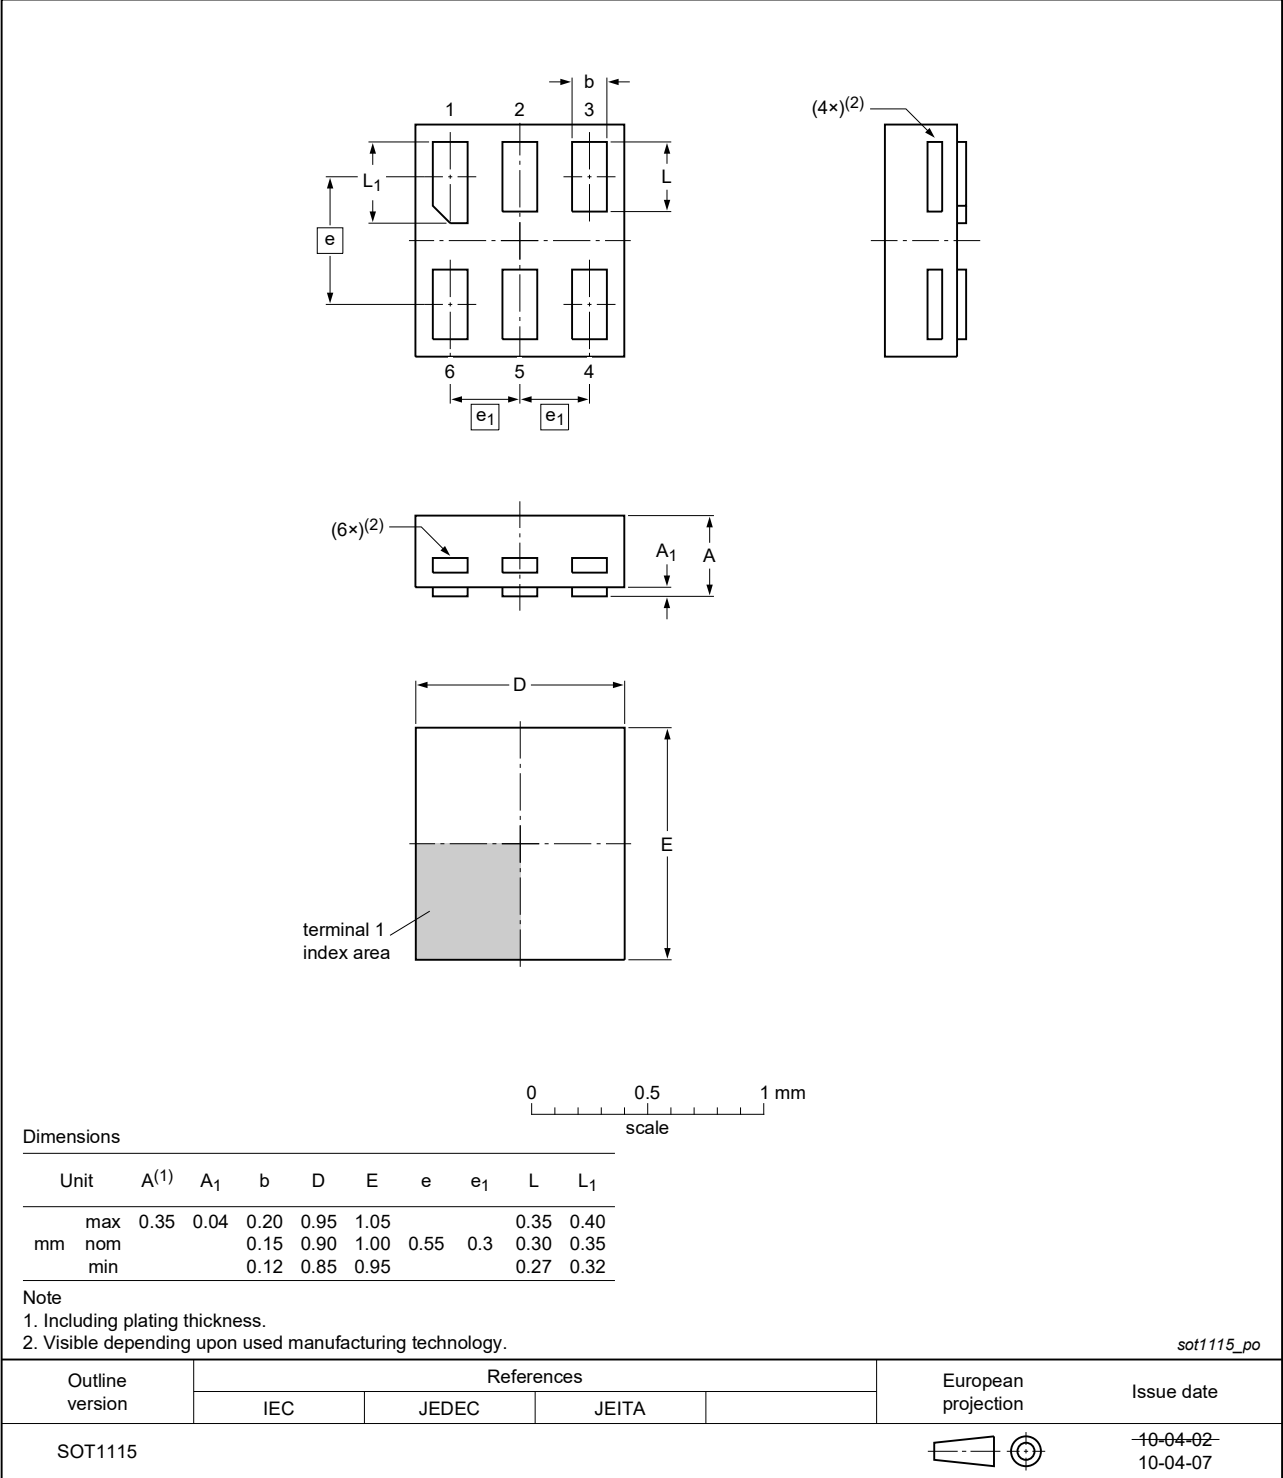 b
1 2 3
(4×)(2)
L1
L
e
6 5 4
e1 e1
(6×)(2)
A1 A
D
E
terminal 1
index area
0 0.5 1 mm
scale
Dimensions
Unit A(1) A1 b D E e e1 L L1
max 0.35 0.04 0.20 0.95 1.05 0.35 0.40
mm nom 0.15 0.90 1.00 0.55 0.3 0.30 0.35
min 0.12 0.85 0.95 0.27 0.32
Note
1. Including plating thickness.
2. Visible depending upon used manufacturing technology.
sot1115_po
Outline
version
References
IEC JEDEC JEITA
European
projection
Issue date
SOT1115
10-04-02
10-04-07